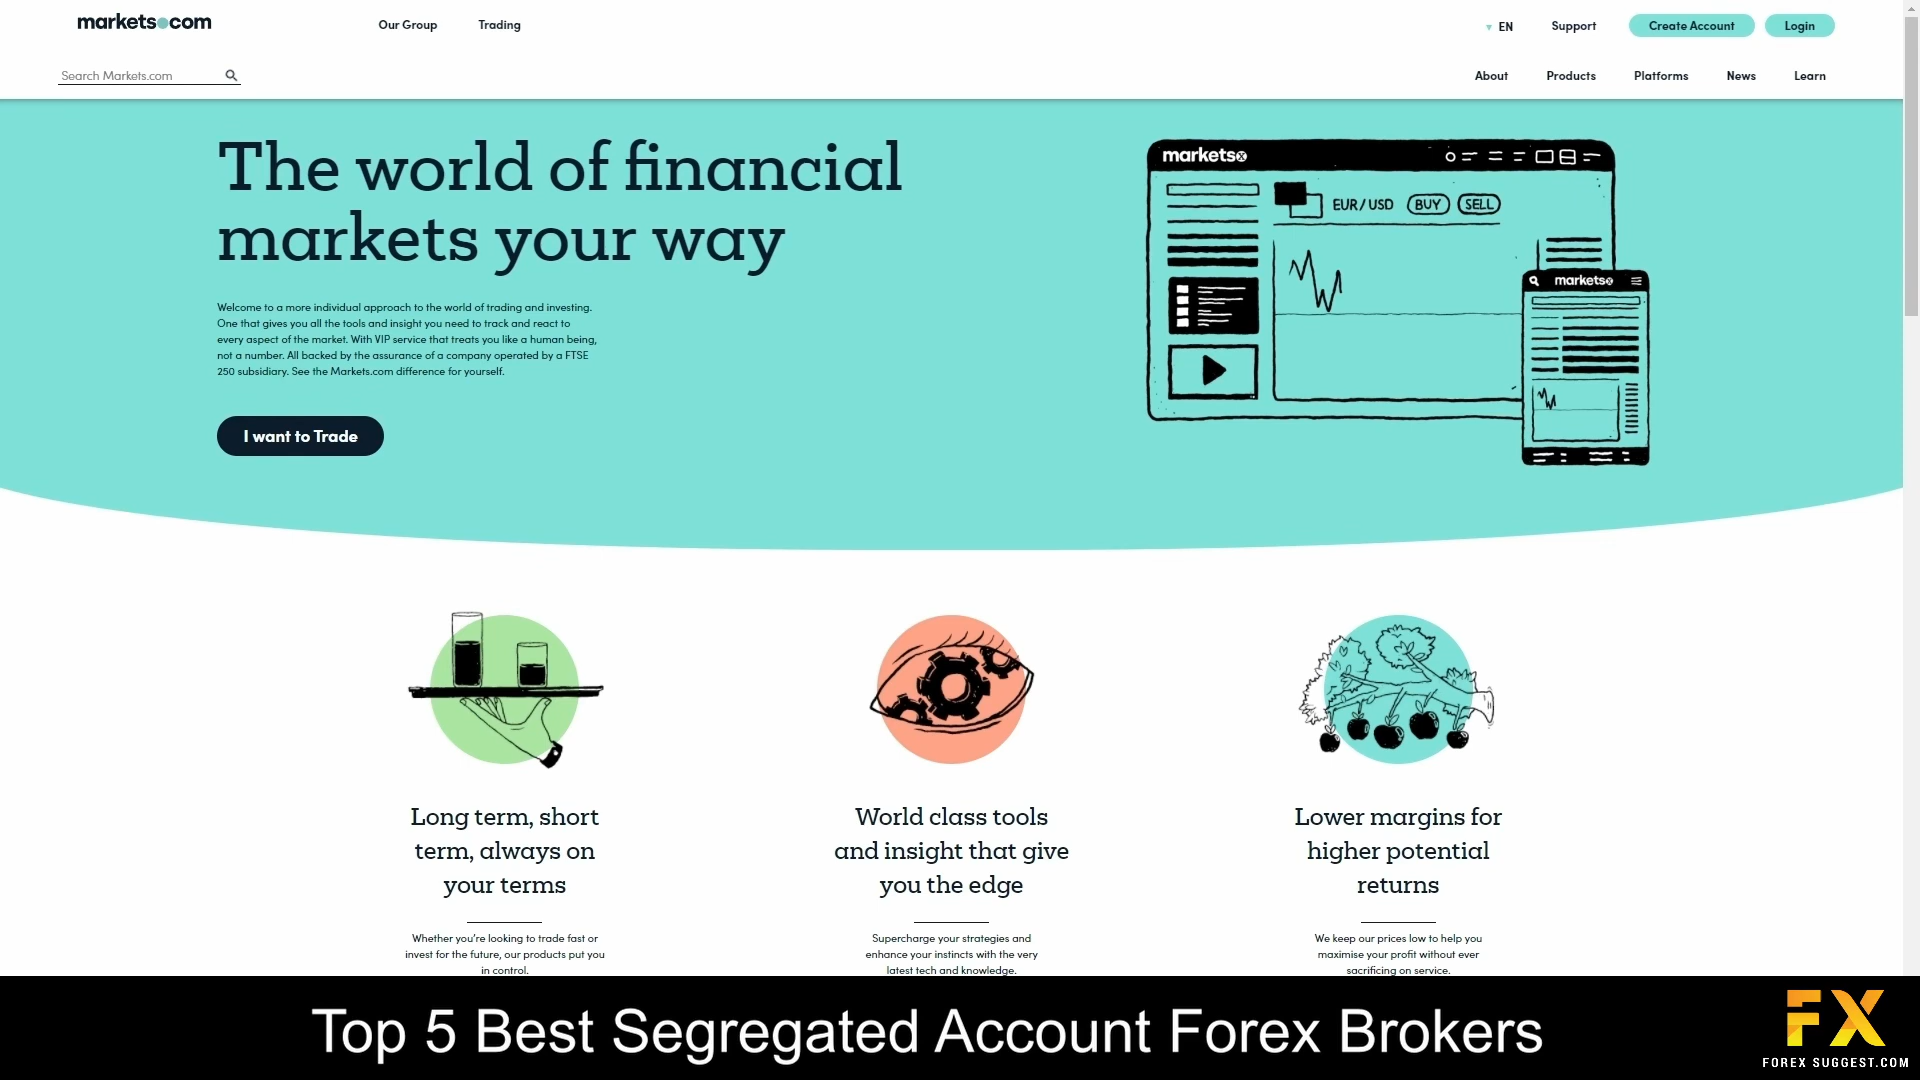 markets.com
Our Group
Trading
EN
Support
Create Account
Login
Search Markets.com
About
Products
Platforms
News
Learn
The world of financial
markets your way
Welcome to a more individual approach to the world of trading and investing.
One that gives you all the tools and insight you need to track and react to
every aspect of the market. With VIP service that treats you like a human being,
not a number. All backed by the assurance of a company operated by a FTSE
250 subsidiary. See the Markets.com difference for yourself.
I want to Trade
marketsx
EUR/USD
BUY
SELL
marketsx
Long term, short
term, always on
your terms
Whether you're looking to trade fast or
invest for the future, our products put you
in control.
World class tools
and insight that give
you the edge
Supercharge your strategies and
enhance your instincts with the very
latest tech and knowledge.
Lower margins for
higher potential
returns
We keep our prices low to help you
maximise your profit without ever
sacrificing on service.
Top 5 Best Segregated Account Forex Brokers
FX
FOREX SUGGEST.COM